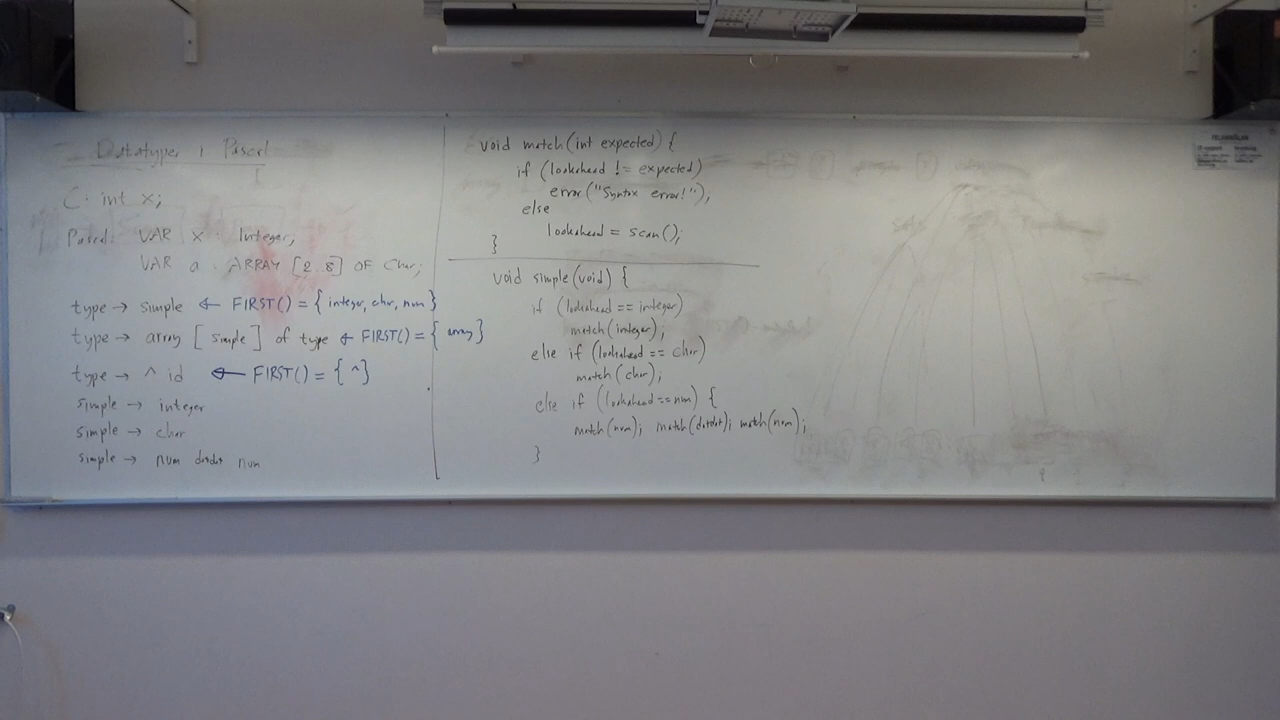 Datatyper i Pascal
C: int x;
Pascal: VAR x : Integer;
VAR a : ARRAY [2..8] OF Char;
type → simple ← FIRST() = { integer, char, num }
type → array [ simple ] of type ← FIRST() = { array }
type → ^ id ← FIRST() = { ^ }
simple → integer
simple → char
simple → num dotdot num
void match(int expected) {
if (lookahead != expected)
error("Syntax error!");
else
lookahead = scan();
}
void simple(void) {
if (lookahead == integer)
match(integer);
else if (lookahead == char)
match(char);
else if (lookahead == num) {
match(num); match(dotdot); match(num);
}